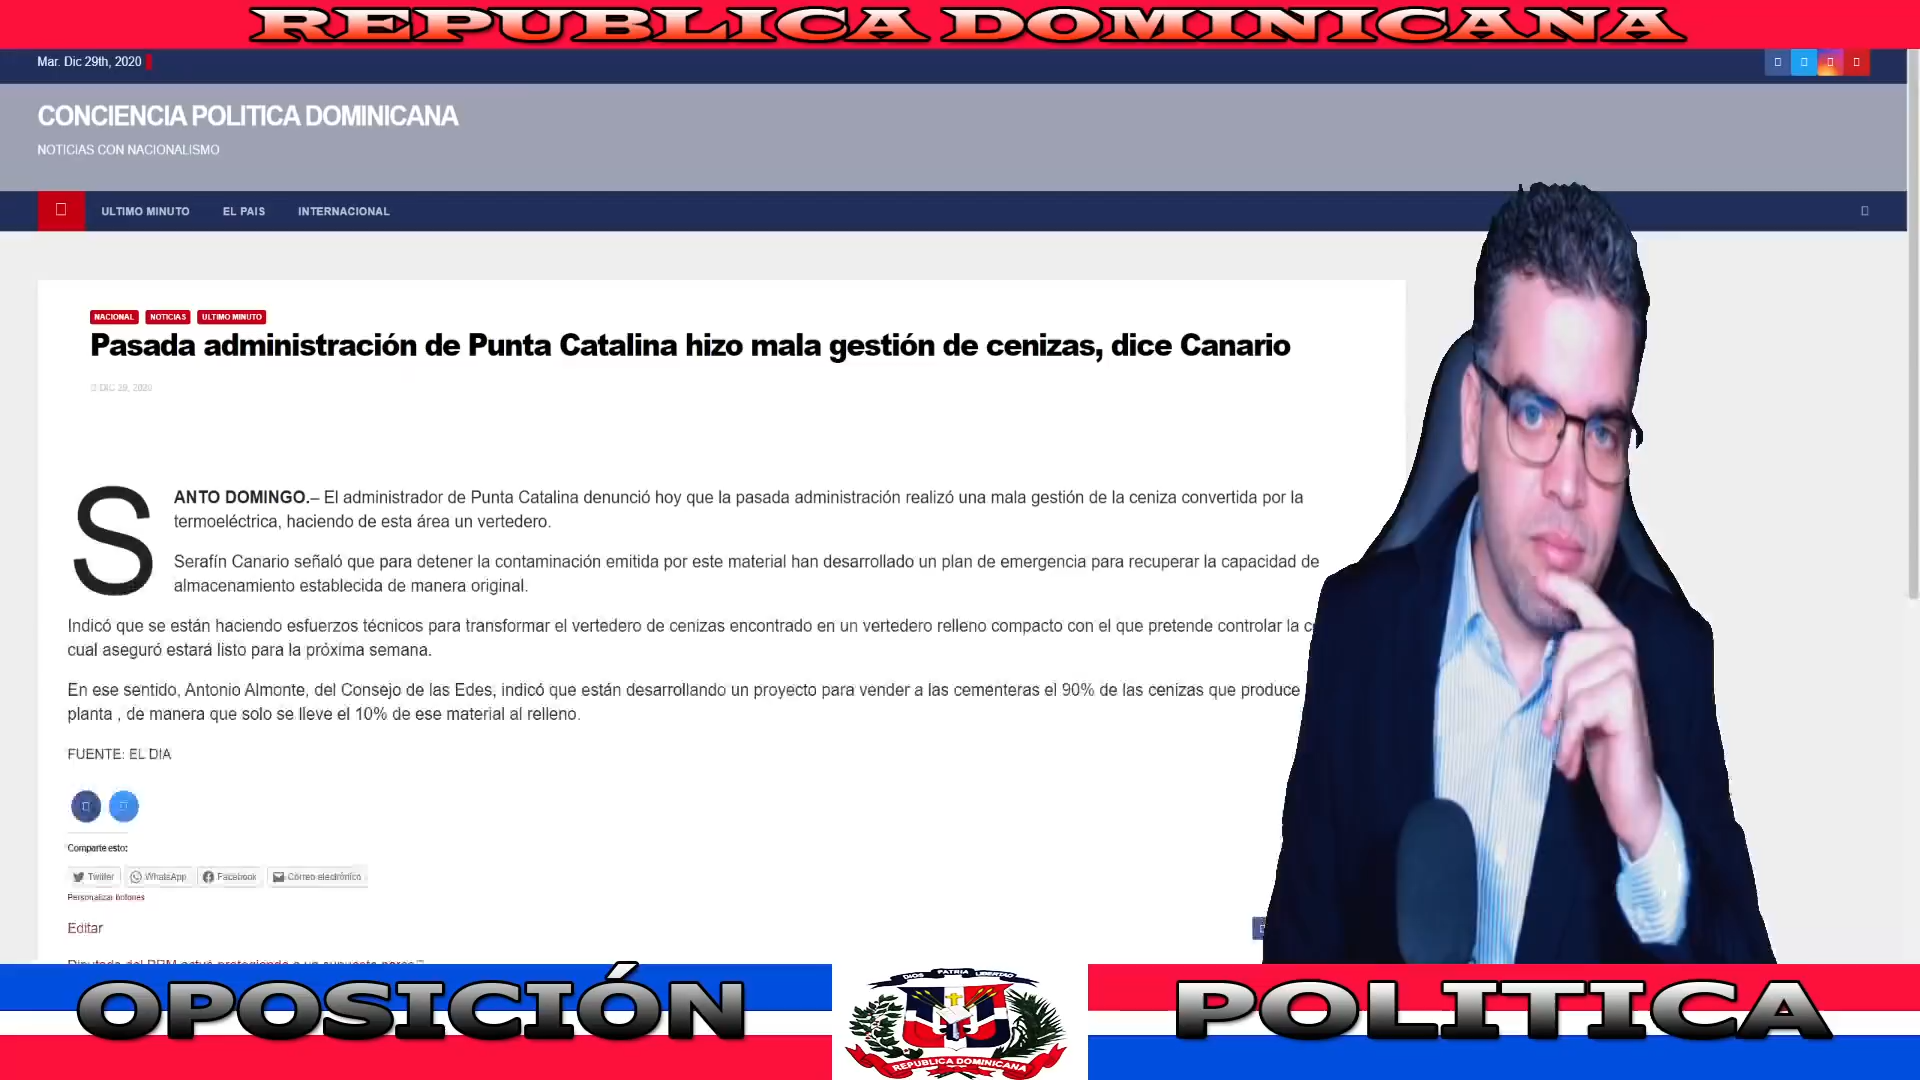 REPUBLICA DOMINICANA
Mar. Dic 29th, 2020
CONCIENCIA POLITICA DOMINICANA
NOTICIAS CON NACIONALISMO
ULTIMO MINUTO EL PAIS INTERNACIONAL
NACIONAL NOTICIAS ULTIMO MINUTO
Pasada administración de Punta Catalina hizo mala gestión de cenizas, dice Canario
DIC 29, 2020
SANTO DOMINGO.– El administrador de Punta Catalina denunció hoy que la pasada administración realizó una mala gestión de la ceniza convertida por la
termoeléctrica, haciendo de esta área un vertedero.
Serafín Canario señaló que para detener la contaminación emitida por este material han desarrollado un plan de emergencia para recuperar la capacidad de
almacenamiento establecida de manera original.
Indicó que se están haciendo esfuerzos técnicos para transformar el vertedero de cenizas encontrado en un vertedero relleno compacto con el que pretende controlar la
cual aseguró estará listo para la próxima semana.
En ese sentido, Antonio Almonte, del Consejo de las Edes, indicó que están desarrollando un proyecto para vender a las cementeras el 90% de las cenizas que produce
planta , de manera que solo se lleve el 10% de ese material al relleno.
FUENTE: EL DIA
Comparte esto:
Twitter WhatsApp Facebook Correo electrónico
Personalizar botones
Editar
OPOSICIÓN
DIOS PATRIA LIBERTAD
REPUBLICA DOMINICANA
POLITICA